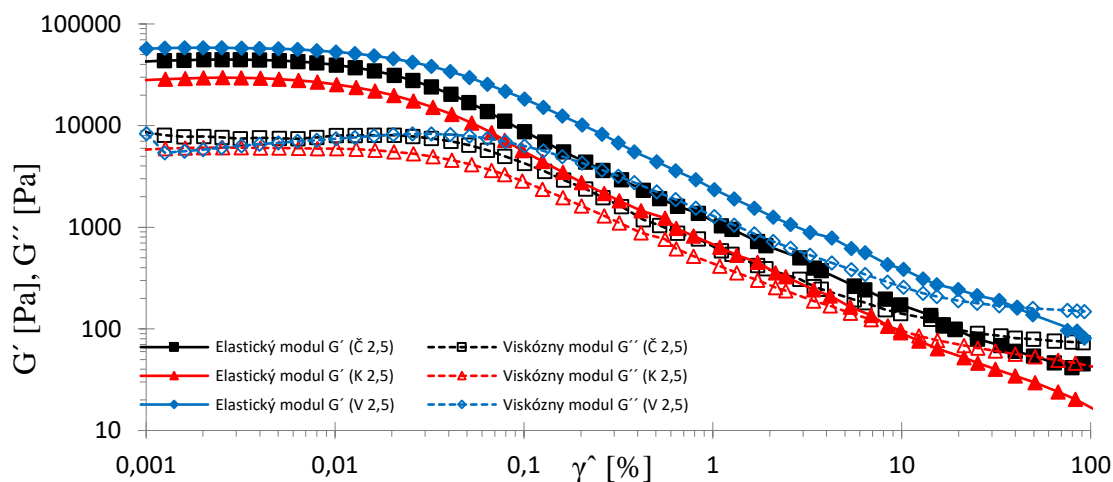 100000
10000
1000
100
10
G´ [Pa], G´´ [Pa]
Elastický modul G´ (Č 2,5)
Viskózny modul G´´ (Č 2,5)
Elastický modul G´ (K 2,5)
Viskózny modul G´´ (K 2,5)
Elastický modul G´ (V 2,5)
Viskózny modul G´´ (V 2,5)
0,001
0,01
0,1
1
10
100
γˆ [%]